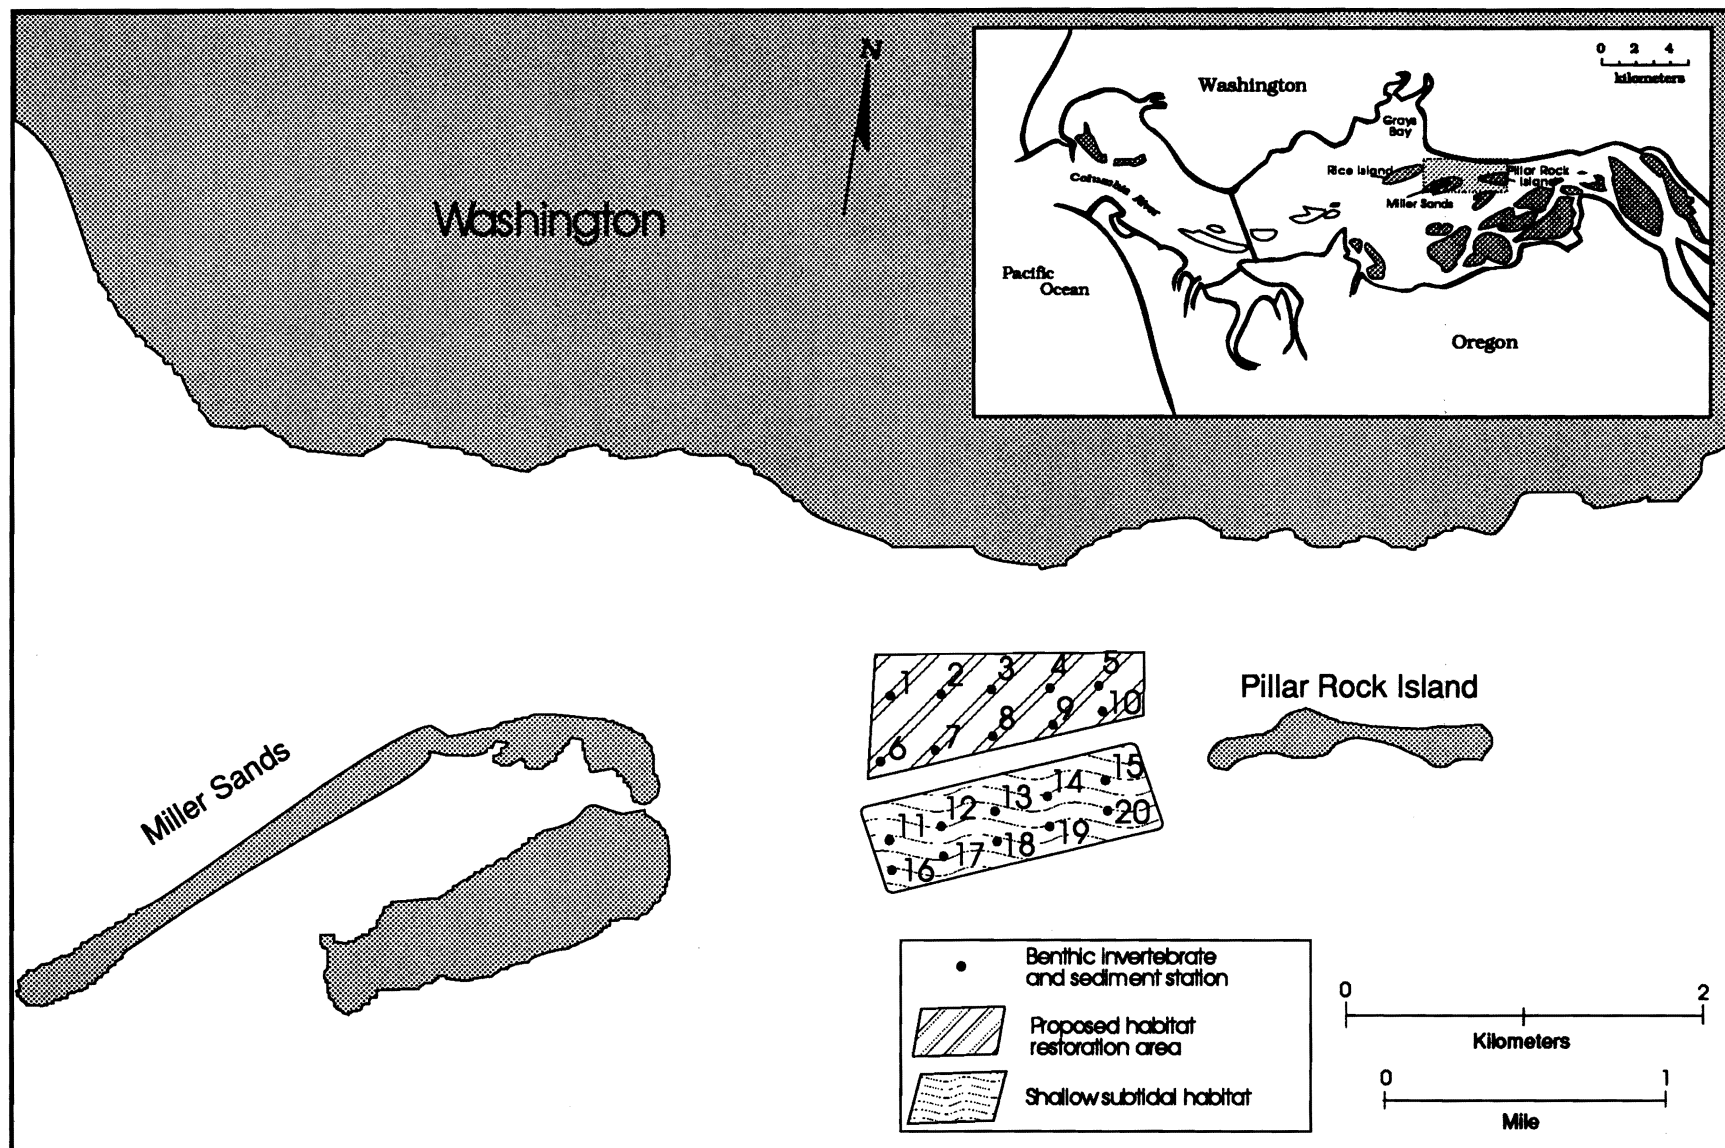 N
Washington
0 2 4
kilometers
Washington
Grays
Bay
Rice Island
Pillar Rock
Island
Miller Sands
Columbia River
Pacific
Ocean
Oregon
1 2 3 4 5
6 7 8 9 10
Pillar Rock Island
Miller Sands
11 12 13 14 15
16 17 18 19 20
Benthic invertebrate
and sediment station
Proposed habitat
restoration area
Shallow subtidal habitat
0 2
Kilometers
0 1
Mile